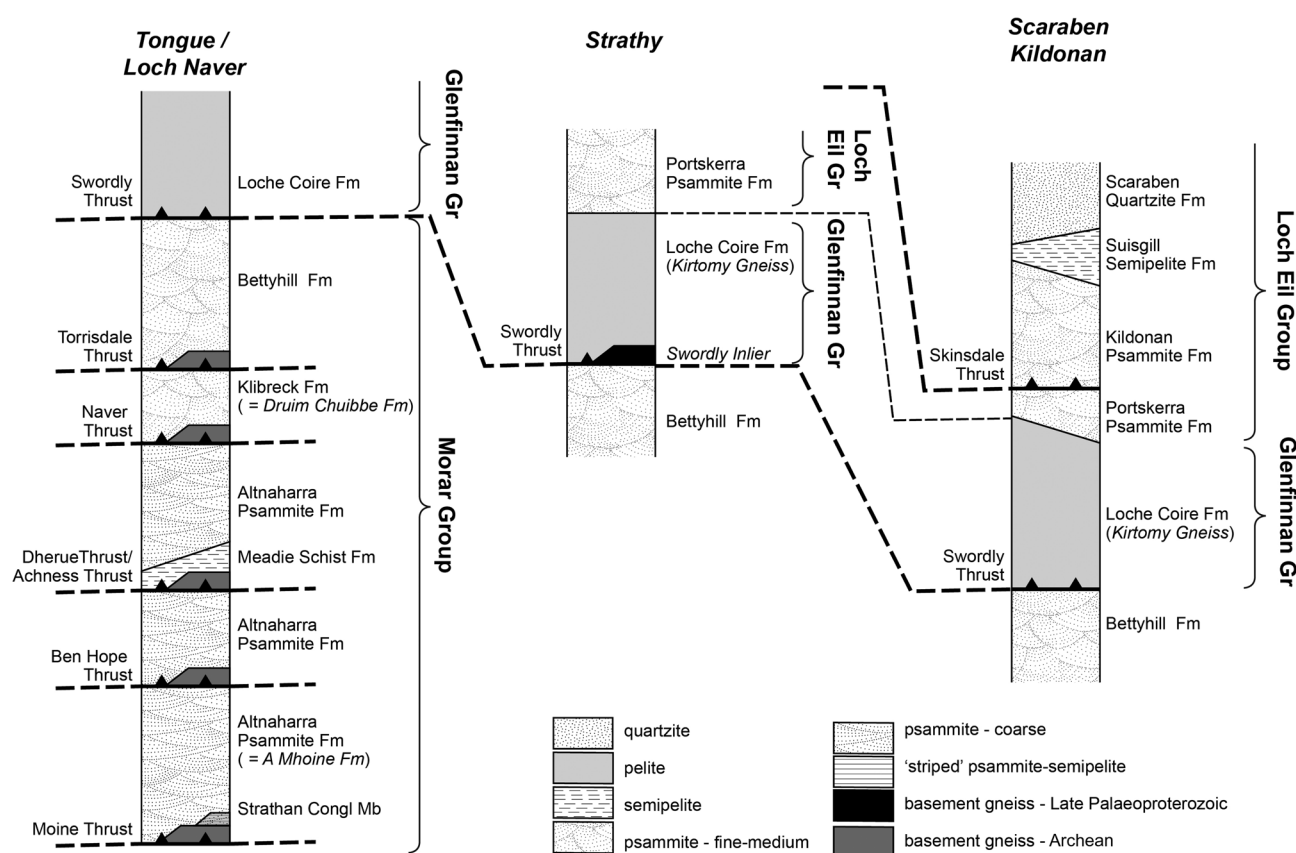 Tongue /
Loch Naver
Glenfinnan Gr
Swordly
Thrust
Loche Coire Fm
Bettyhill Fm
Torrisdale
Thrust
Klibreck Fm
( = Druim Chuibbe Fm)
Naver
Thrust
Altnaharra
Psammite Fm
DherueThrust/
Achness Thrust
Meadie Schist Fm
Altnaharra
Psammite Fm
Ben Hope
Thrust
Altnaharra
Psammite Fm
( = A Mhoine Fm)
Strathan Congl Mb
Moine Thrust
Morar Group
Strathy
Portskerra
Psammite Fm
Loch
Eil Gr
Loche Coire Fm
(Kirtomy Gneiss)
Glenfinnan Gr
Swordly
Thrust
Swordly Inlier
Bettyhill Fm
Scaraben
Kildonan
Scaraben
Quartzite Fm
Suisgill
Semipelite Fm
Kildonan
Psammite Fm
Skinsdale
Thrust
Portskerra
Psammite Fm
Loch Eil Group
Loche Coire Fm
(Kirtomy Gneiss)
Glenfinnan Gr
Swordly
Thrust
Bettyhill Fm
quartzite
pelite
semipelite
psammite - fine-medium
psammite - coarse
‘striped’ psammite-semipelite
basement gneiss - Late Palaeoproterozoic
basement gneiss - Archean